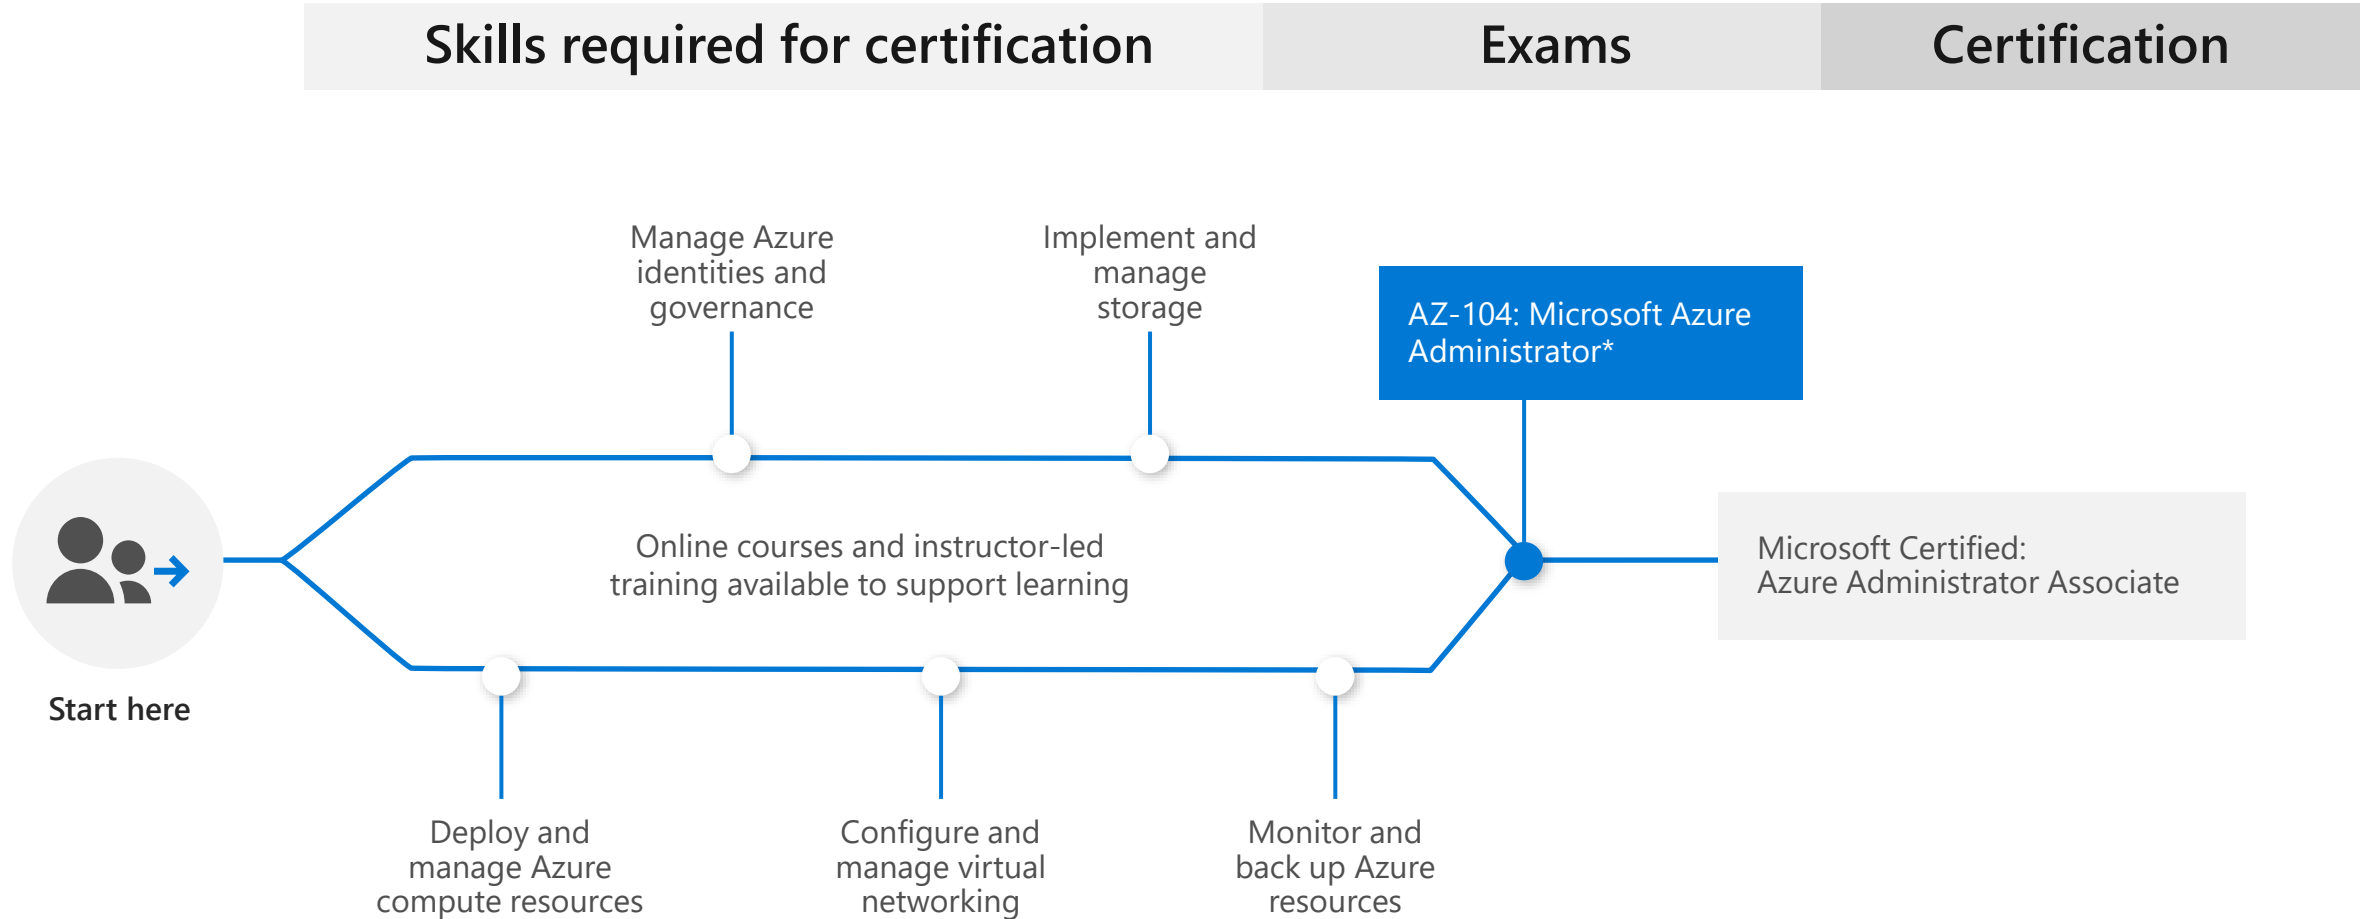 Skills required for certification
Exams
Certification
Manage Azure
identities and
governance
Implement and
manage
storage
AZ-104: Microsoft Azure
Administrator*
Online courses and instructor-led
training available to support learning
Microsoft Certified:
Azure Administrator Associate
Start here
Deploy and
manage Azure
compute resources
Configure and
manage virtual
networking
Monitor and
back up Azure
resources